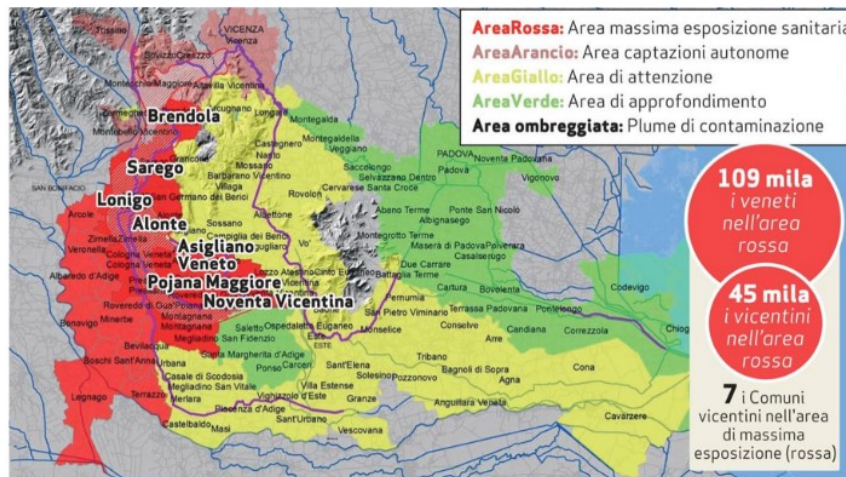 AreaRossa: Area massima esposizione sanitaria
AreaArancio: Area captazioni autonome
AreaGiallo: Area di attenzione
AreaVerde: Area di approfondimento
Area ombreggiata: Plume di contaminazione
109 mila
i veneti
nell'area
rossa
45 mila
i vicentini
nell'area
rossa
7 i Comuni
vicentini nell'area
di massima
esposizione (rossa)
VICENZA
Vicenza
Trissino
Montecchio Maggiore
Altavilla Vicentina
Montebello Vicentino
Brendola
Longare
Montegalda
Castegnero
Montegaldella
Nanto
Veggiano
Mossano
Sarego
Grancona
Barbarano Vicentino
Villaga
San Germano dei Berici
Rovolon
Saccolongo
Selvazzano Dentro
Cervarese Santa Croce
PADOVA
Padova
Noventa Padovana
Vigonovo
SAN BONIFACIO
Lonigo
Arcole
Alonte
Zimella
Veronella
Cologna Veneta
Cologna Veneta
Sossano
Albettone
Campiglia dei Berici
Vo'
Abano Terme
Ponte San Nicolò
Albignasego
Montegrotto Terme
Maserà di Padova
Polverara
Casalserugo
Asigliano
Veneto
Albaredo d'Adige
Lozzo Atestino
Cinto Euganeo
Battaglia Terme
Due Carrare
Pojana Maggiore
Noventa Vicentina
Roveredo di Gua'
Cartura
Bovolenta
Codevigo
Bonavigo
Minerbe
Montagnana
Montagnana
Pernumia
San Pietro Viminario
Terrassa Padovana
Pontelongo
Saletto
Ospedaletto Euganeo
Baone
Monselice
Conselve
Candiana
Correzzola
Megliadino San Fidenzio
Este
ESTE
Arre
Bevilacqua
Santa Margherita d'Adige
Tribano
Boschi Sant'Anna
Urbana
Ponso
Carceri
Sant'Elena
Bagnoli di Sopra
Cona
Casale di Scodosia
Solesino
Pozzonovo
Agna
Megliadino San Vitale
Villa Estense
Legnago
Terrazzo
Merlara
Vighizzolo d'Este
Granze
Anguillara Veneta
Piacenza d'Adige
Cavarzere
Castelbaldo
Masi
Sant'Urbano
Vescovana